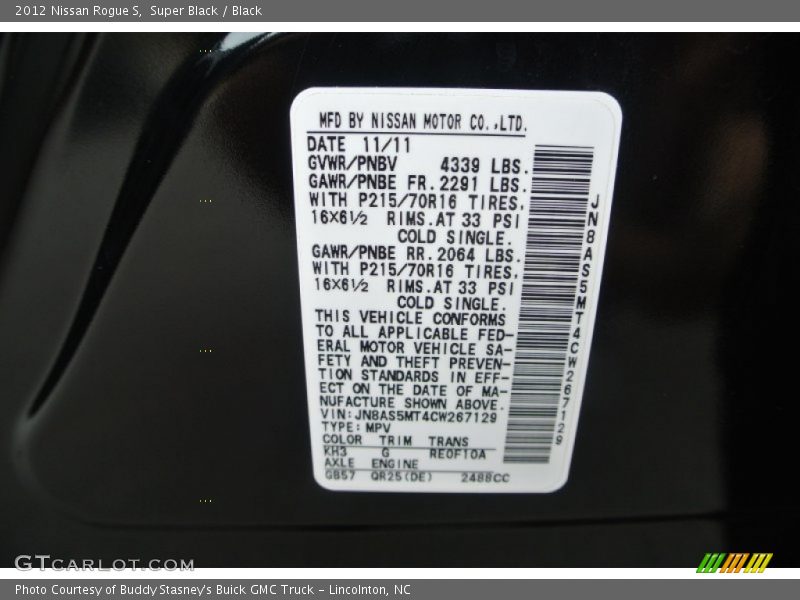 2012 Nissan Rogue S,  Super Black / Black
MFD BY NISSAN MOTOR CO.,LTD.
DATE 11/11
GVWR/PNBV 4339 LBS.
GAWR/PNBE FR. 2291 LBS.
WITH P215/70R16 TIRES.
16X6½ RIMS. AT 33 PSI
COLD SINGLE.
GAWR/PNBE RR. 2064 LBS.
WITH P215/70R16 TIRES.
16X6½ RIMS. AT 33 PSI
COLD SINGLE.
THIS VEHICLE CONFORMS
TO ALL APPLICABLE FED-
ERAL MOTOR VEHICLE SA-
FETY AND THEFT PREVEN-
TION STANDARDS IN EFF-
ECT ON THE DATE OF MA-
NUFACTURE SHOWN ABOVE.
VIN: JN8AS5MT4CW267129
TYPE: MPV
COLOR TRIM TRANS
KH3 G RE0F10A
AXLE ENGINE
GB57 QR25(DE) 2488CC
JN8AS5MT4CW267129
GTCARLOT.COM
Photo Courtesy of Buddy Stasney's Buick GMC Truck - Lincolnton, NC